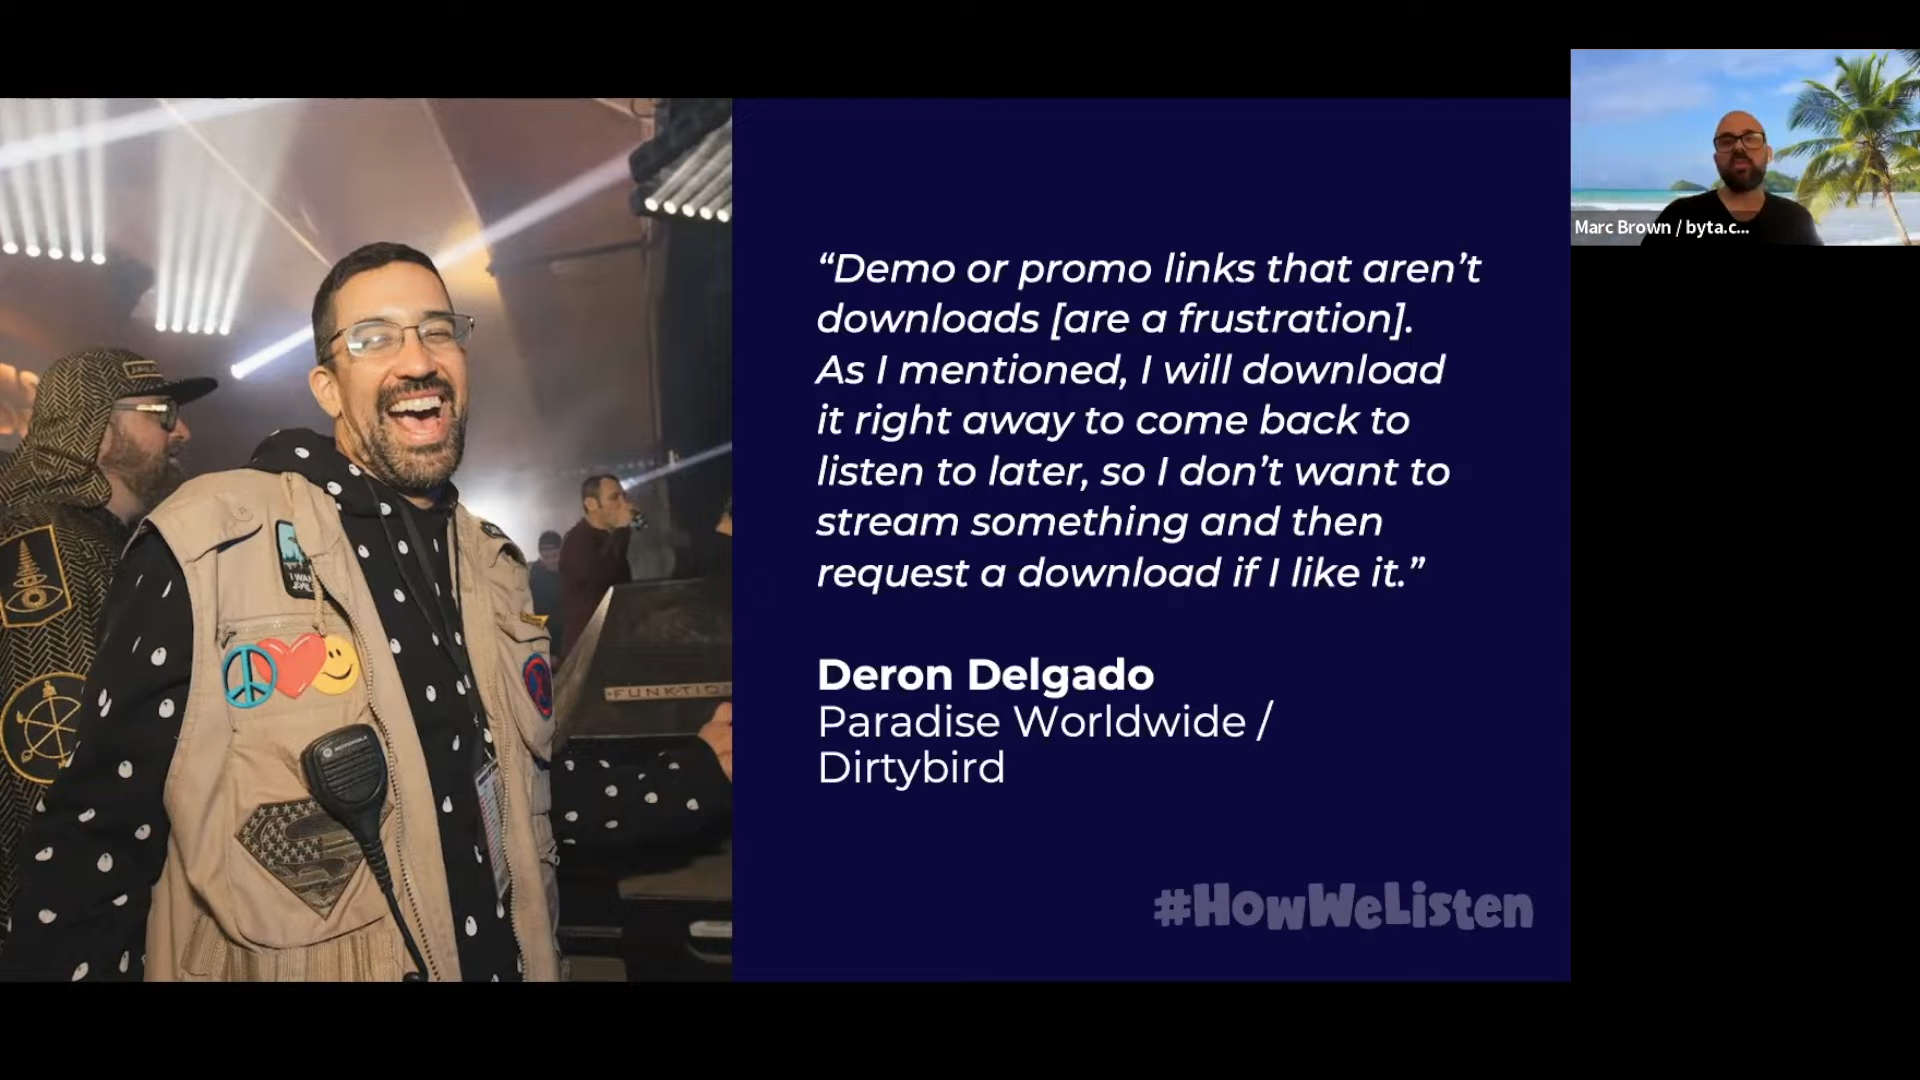 “Demo or promo links that aren’t
downloads [are a frustration].
As I mentioned, I will download
it right away to come back to
listen to later, so I don’t want to
stream something and then
request a download if I like it.”
Deron Delgado
Paradise Worldwide /
Dirtybird
#HowWeListen
Marc Brown / byta.c...
I WAN
FUNKTIO
MOTOROLA